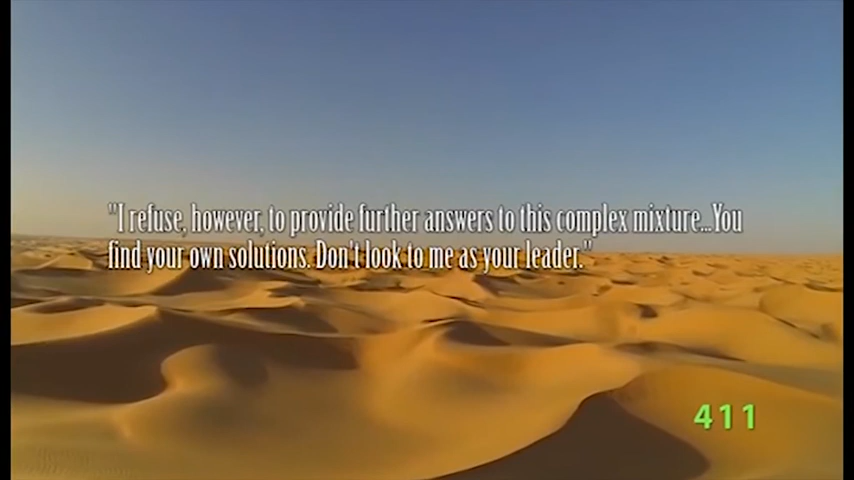 "I refuse, however, to provide further answers to this complex mixture...You
find your own solutions. Don't look to me as your leader."
411